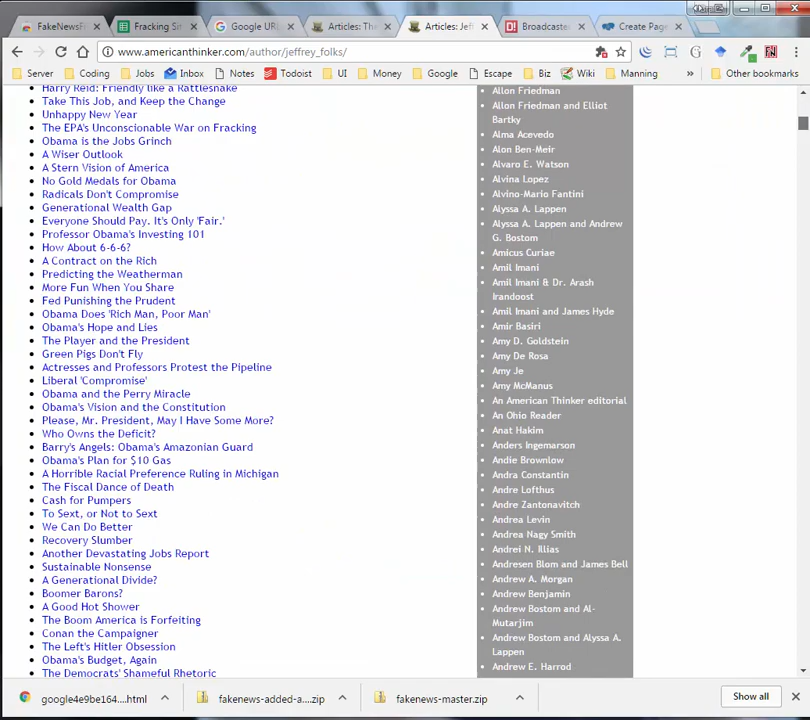 FakeNewsFi
Fracking Sit
Google URL
Articles: The
Articles: Jef
Broadcaster
Create Page
www.americanthinker.com/author/jeffrey_folks/
Server
Coding
Jobs
Inbox
Notes
Todoist
UI
Money
Google
Escape
Biz
Wiki
Manning
»
Other bookmarks
Harry Reid: Friendly like a Rattlesnake
Take This Job, and Keep the Change
Unhappy New Year
The EPA's Unconscionable War on Fracking
Obama is the Jobs Grinch
A Wiser Outlook
A Stern Vision of America
No Gold Medals for Obama
Radicals Don't Compromise
Generational Wealth Gap
Everyone Should Pay. It's Only 'Fair.'
Professor Obama's Investing 101
How About 6-6-6?
A Contract on the Rich
Predicting the Weatherman
More Fun When You Share
Fed Punishing the Prudent
Obama Does 'Rich Man, Poor Man'
Obama's Hope and Lies
The Player and the President
Green Pigs Don't Fly
Actresses and Professors Protest the Pipeline
Liberal 'Compromise'
Obama and the Perry Miracle
Obama's Vision and the Constitution
Please, Mr. President, May I Have Some More?
Who Owns the Deficit?
Barry's Angels: Obama's Amazonian Guard
Obama's Plan for $10 Gas
A Horrible Racial Preference Ruling in Michigan
The Fiscal Dance of Death
Cash for Pumpers
To Sext, or Not to Sext
We Can Do Better
Recovery Slumber
Another Devastating Jobs Report
Sustainable Nonsense
A Generational Divide?
Boomer Barons?
A Good Hot Shower
The Boom America is Forfeiting
Conan the Campaigner
The Left's Hitler Obsession
Obama's Budget, Again
The Democrats' Shameful Rhetoric
Allon Friedman
Allon Friedman and Elliot
Bartky
Alma Acevedo
Alon Ben-Meir
Alvaro E. Watson
Alvina Lopez
Alvino-Mario Fantini
Alyssa A. Lappen
Alyssa A. Lappen and Andrew
G. Bostom
Amicus Curiae
Amil Imani
Amil Imani & Dr. Arash
Irandoost
Amil Imani and James Hyde
Amir Basiri
Amy D. Goldstein
Amy De Rosa
Amy Je
Amy McManus
An American Thinker editorial
An Ohio Reader
Anat Hakim
Anders Ingemarson
Andie Brownlow
Andra Constantin
Andre Lofthus
Andre Zantonavitch
Andrea Levin
Andrea Nagy Smith
Andrei N. Illias
Andresen Blom and James Bell
Andrew A. Morgan
Andrew Benjamin
Andrew Bostom and Al-
Mutarjim
Andrew Bostom and Alyssa A.
Lappen
Andrew E. Harrod
google4e9be164....html
fakenews-added-a....zip
fakenews-master.zip
Show all